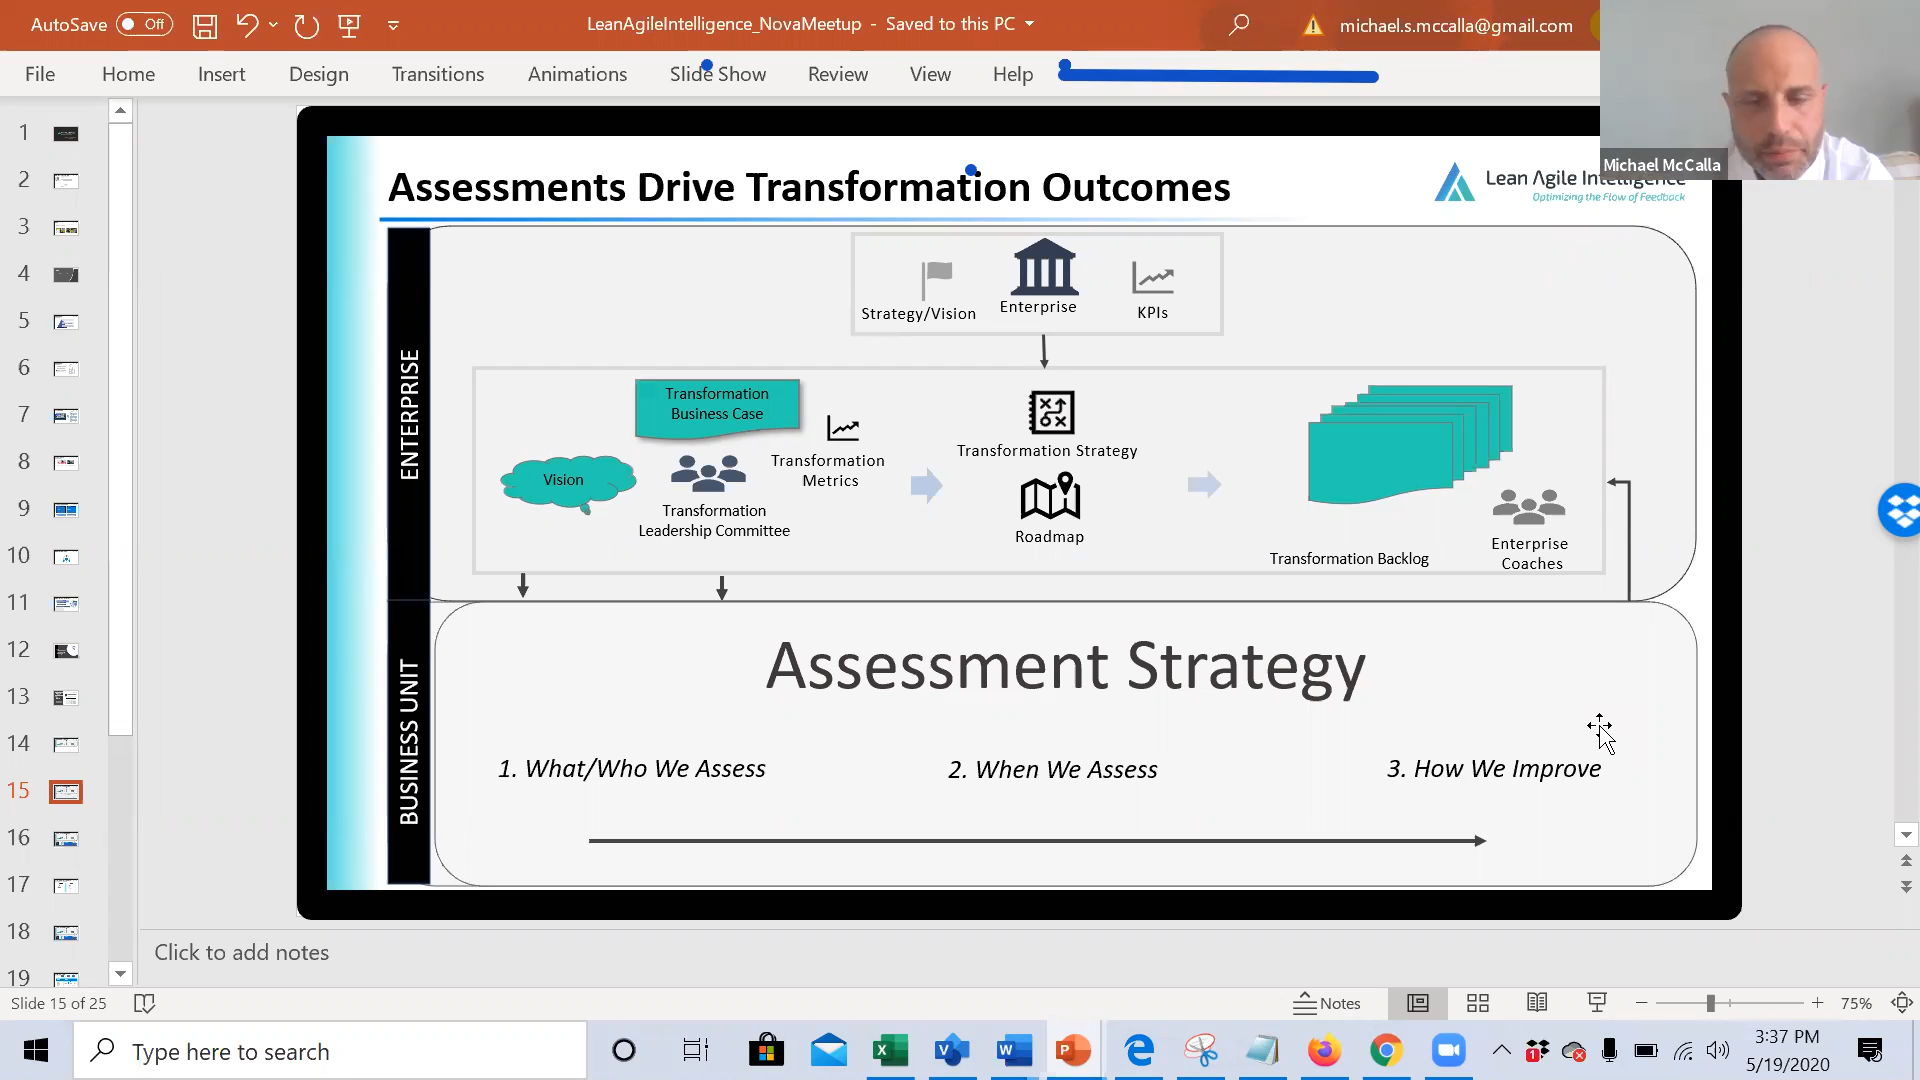 AutoSave Off
LeanAgileIntelligence_NovaMeetup - Saved to this PC
michael.s.mccalla@gmail.com
File Home Insert Design Transitions Animations Slide Show Review View Help
Michael McCalla
1
2
3
4
5
6
7
8
9
10
11
12
13
14
15
16
17
18
19
Assessments Drive Transformation Outcomes
Lean Agile Intelligence
Optimizing the Flow of Feedback
ENTERPRISE
Strategy/Vision
Enterprise
KPIs
Transformation
Business Case
Vision
Transformation
Leadership Committee
Transformation
Metrics
Transformation Strategy
Roadmap
Transformation Backlog
Enterprise
Coaches
BUSINESS UNIT
Assessment Strategy
1. What/Who We Assess
2. When We Assess
3. How We Improve
Click to add notes
Slide 15 of 25
Notes
75%
Type here to search
3:37 PM
5/19/2020